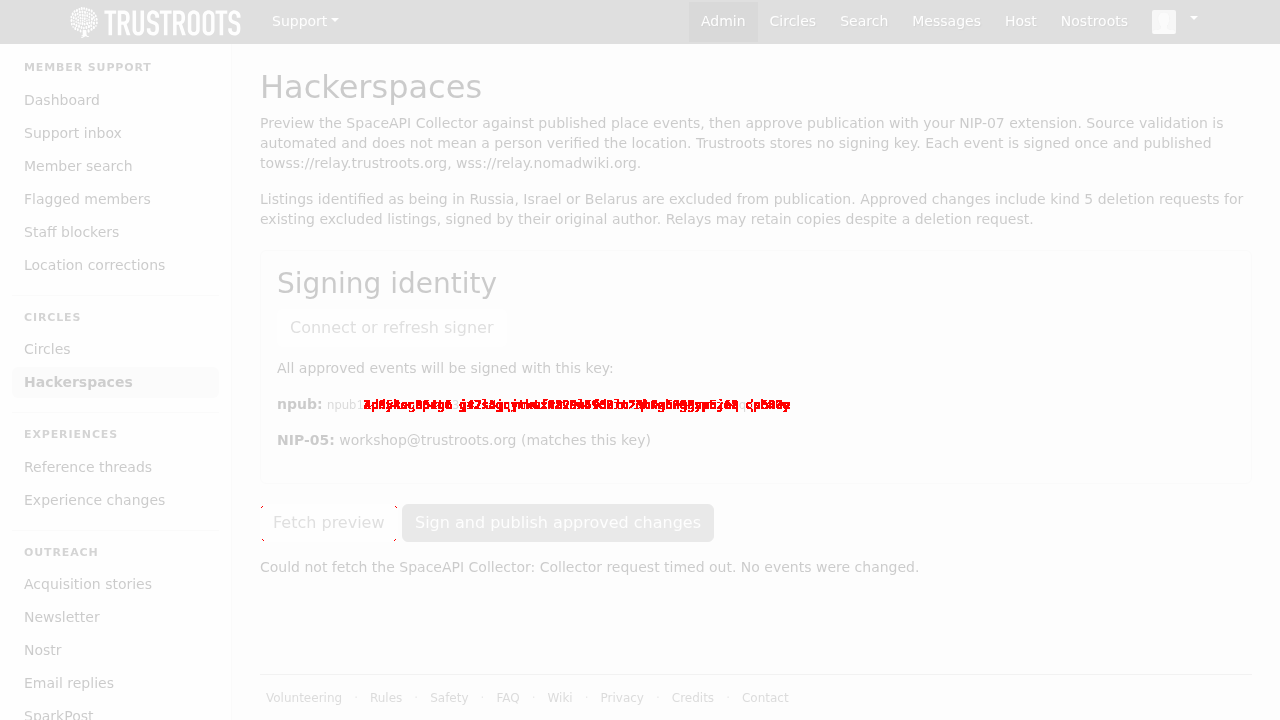 TRUSTROOTS
Support
Admin
Circles
Search
Messages
Host
Nostroots
MEMBER SUPPORT
Dashboard
Support inbox
Member search
Flagged members
Staff blockers
Location corrections
CIRCLES
Circles
Hackerspaces
EXPERIENCES
Reference threads
Experience changes
OUTREACH
Acquisition stories
Newsletter
Nostr
Email replies
SparkPost
Hackerspaces
Preview the SpaceAPI Collector against published place events, then approve publication with your NIP-07 extension. Source validation is
automated and does not mean a person verified the location. Trustroots stores no signing key. Each event is signed once and published
towss://relay.trustroots.org, wss://relay.nomadwiki.org.
Listings identified as being in Russia, Israel or Belarus are excluded from publication. Approved changes include kind 5 deletion requests for
existing excluded listings, signed by their original author. Relays may retain copies despite a deletion request.
Signing identity
Connect or refresh signer
All approved events will be signed with this key:
npub:
NIP-05: workshop@trustroots.org (matches this key)
Fetch preview
Sign and publish approved changes
Could not fetch the SpaceAPI Collector: Collector request timed out. No events were changed.
Volunteering · Rules · Safety · FAQ · Wiki · Privacy · Credits · Contact